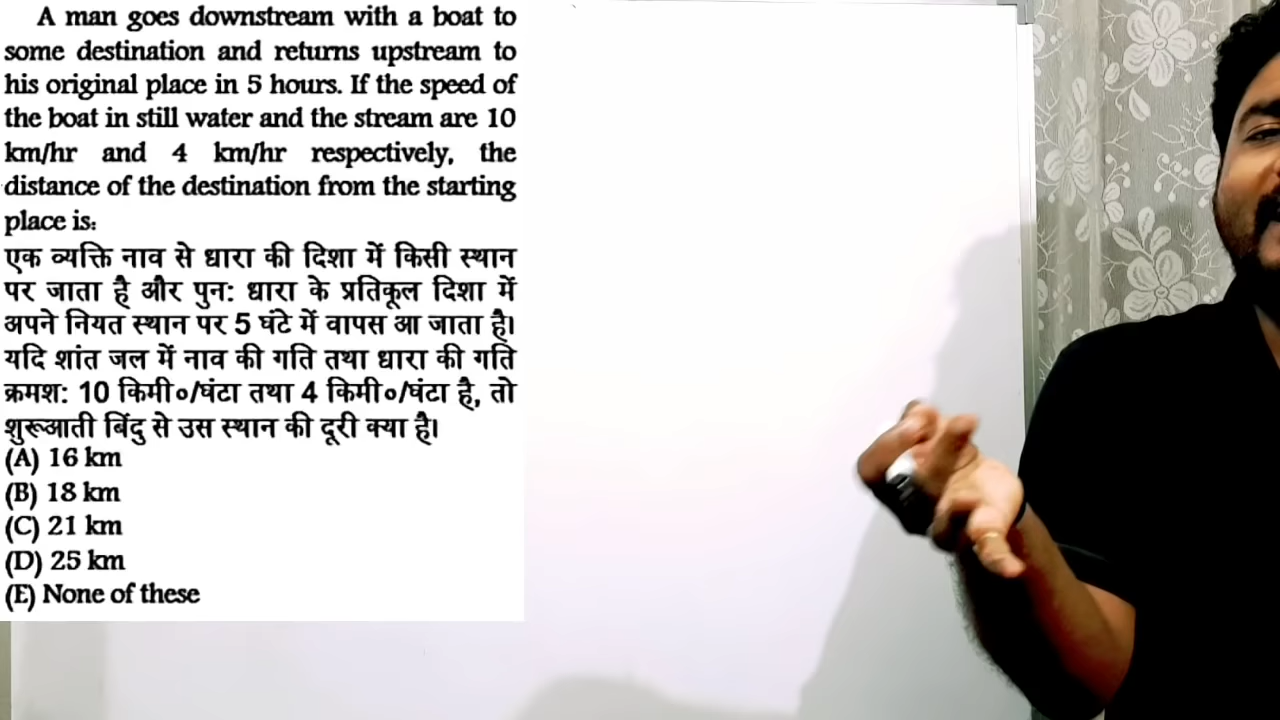 A man goes downstream with a boat to
some destination and returns upstream to
his original place in 5 hours. If the speed of
the boat in still water and the stream are 10
km/hr and 4 km/hr respectively, the
distance of the destination from the starting
place is:
एक व्यक्ति नाव से धारा की दिशा में किसी स्थान
पर जाता है और पुन: धारा के प्रतिकूल दिशा में
अपने नियत स्थान पर 5 घंटे में वापस आ जाता है।
यदि शांत जल में नाव की गति तथा धारा की गति
क्रमश: 10 किमी०/घंटा तथा 4 किमी०/घंटा है, तो
शुरूआती बिंदु से उस स्थान की दूरी क्या है।
(A) 16 km
(B) 18 km
(C) 21 km
(D) 25 km
(E) None of these